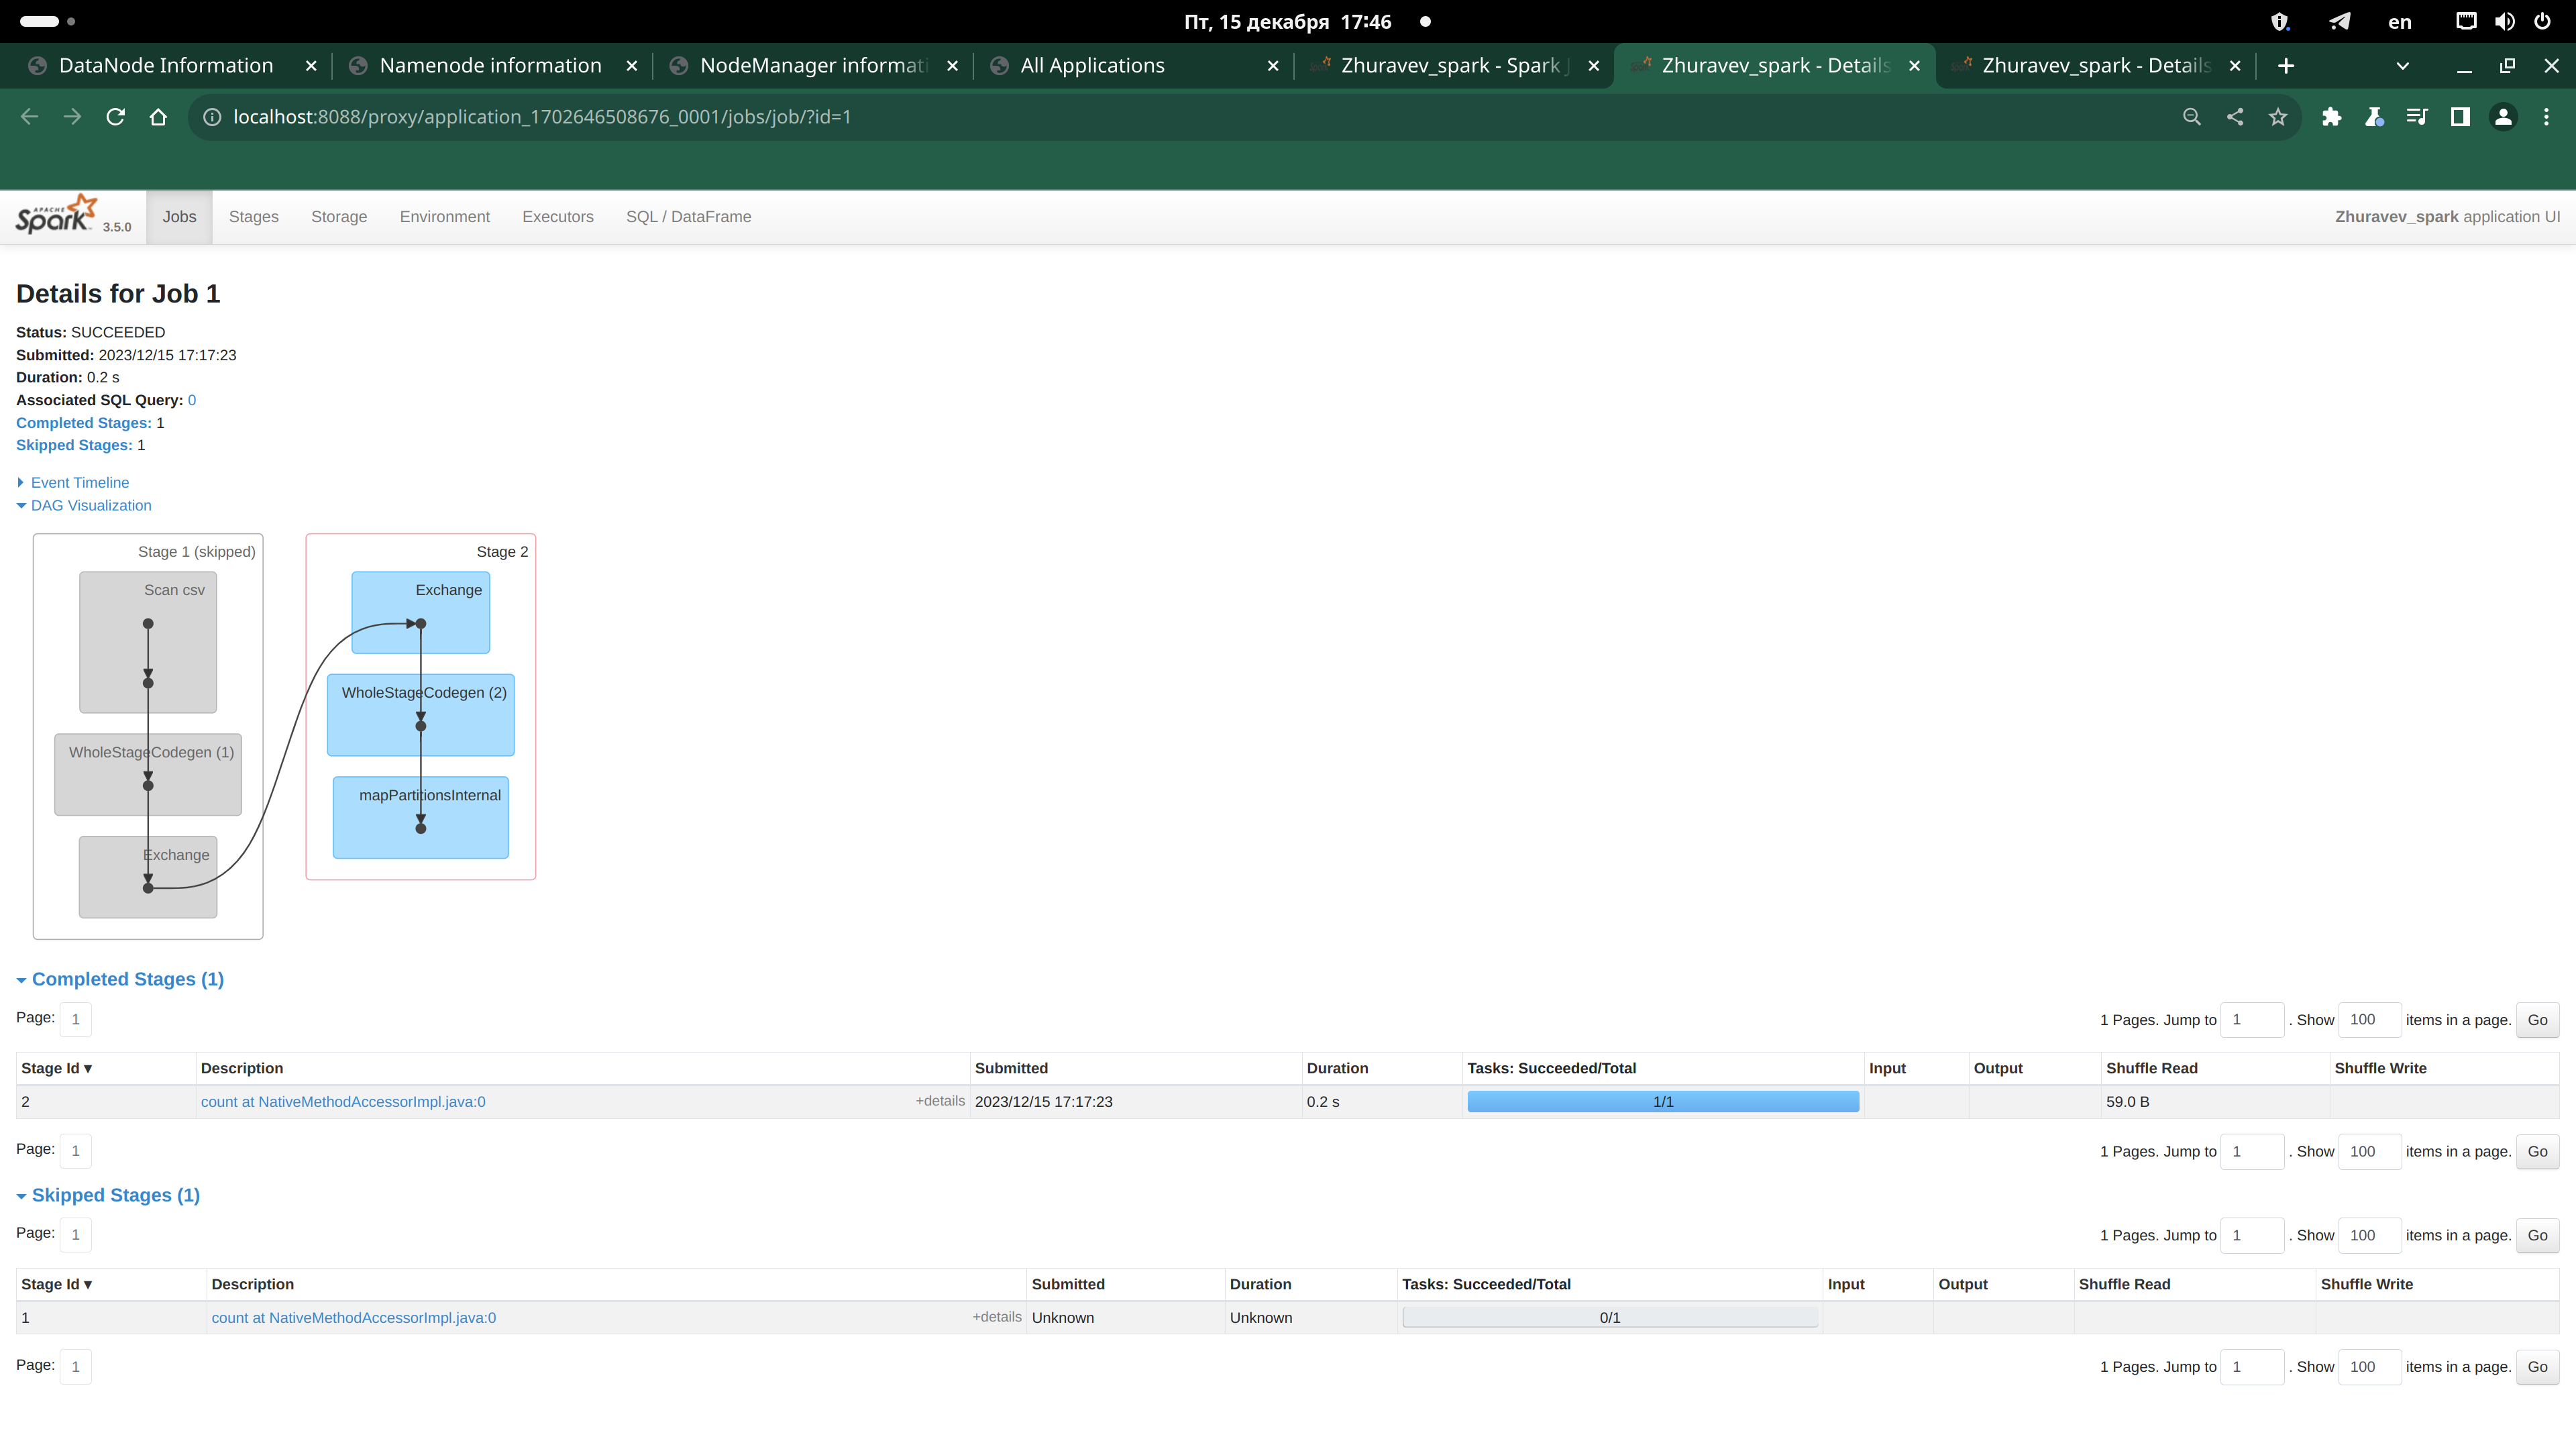 Пт, 15 декабря 17:46
en
DataNode Information
Namenode information
NodeManager informati
All Applications
Zhuravev_spark - Spark J
Zhuravev_spark - Details
Zhuravev_spark - Details
localhost:8088/proxy/application_1702646508676_0001/jobs/job/?id=1
APACHE Spark 3.5.0
Jobs
Stages
Storage
Environment
Executors
SQL / DataFrame
Zhuravev_spark application UI
Details for Job 1
Status: SUCCEEDED
Submitted: 2023/12/15 17:17:23
Duration: 0.2 s
Associated SQL Query: 0
Completed Stages: 1
Skipped Stages: 1
Event Timeline
DAG Visualization
Stage 1 (skipped)
Scan csv
WholeStageCodegen (1)
Exchange
Stage 2
Exchange
WholeStageCodegen (2)
mapPartitionsInternal
Completed Stages (1)
Page: 1
1 Pages. Jump to 1 . Show 100 items in a page. Go
Stage Id ▾ Description Submitted Duration Tasks: Succeeded/Total Input Output Shuffle Read Shuffle Write
2 count at NativeMethodAccessorImpl.java:0 +details 2023/12/15 17:17:23 0.2 s 1/1 59.0 B
Page: 1
1 Pages. Jump to 1 . Show 100 items in a page. Go
Skipped Stages (1)
Page: 1
1 Pages. Jump to 1 . Show 100 items in a page. Go
Stage Id ▾ Description Submitted Duration Tasks: Succeeded/Total Input Output Shuffle Read Shuffle Write
1 count at NativeMethodAccessorImpl.java:0 +details Unknown Unknown 0/1
Page: 1
1 Pages. Jump to 1 . Show 100 items in a page. Go